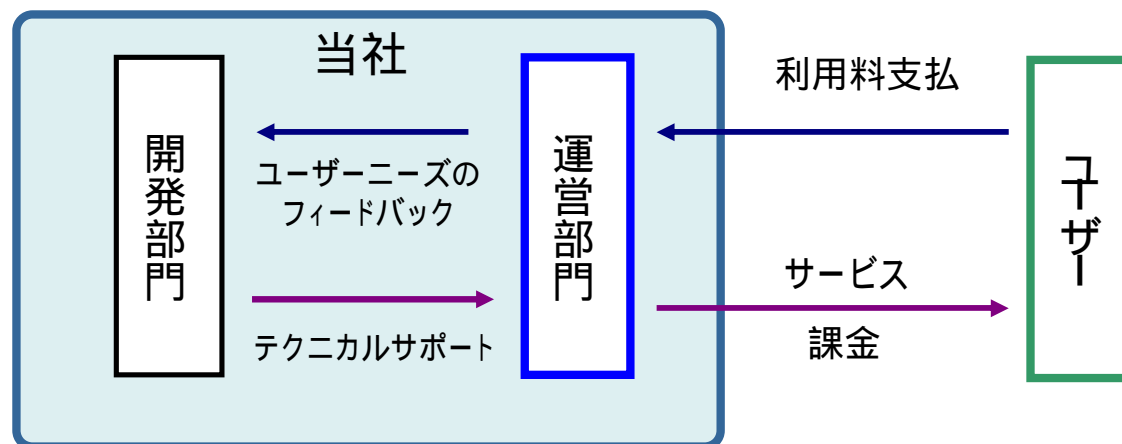 当社
開発部門
ユーザーニーズの
フィードバック
テクニカルサポート
運営部門
利用料支払
サービス
課金
ユーザー